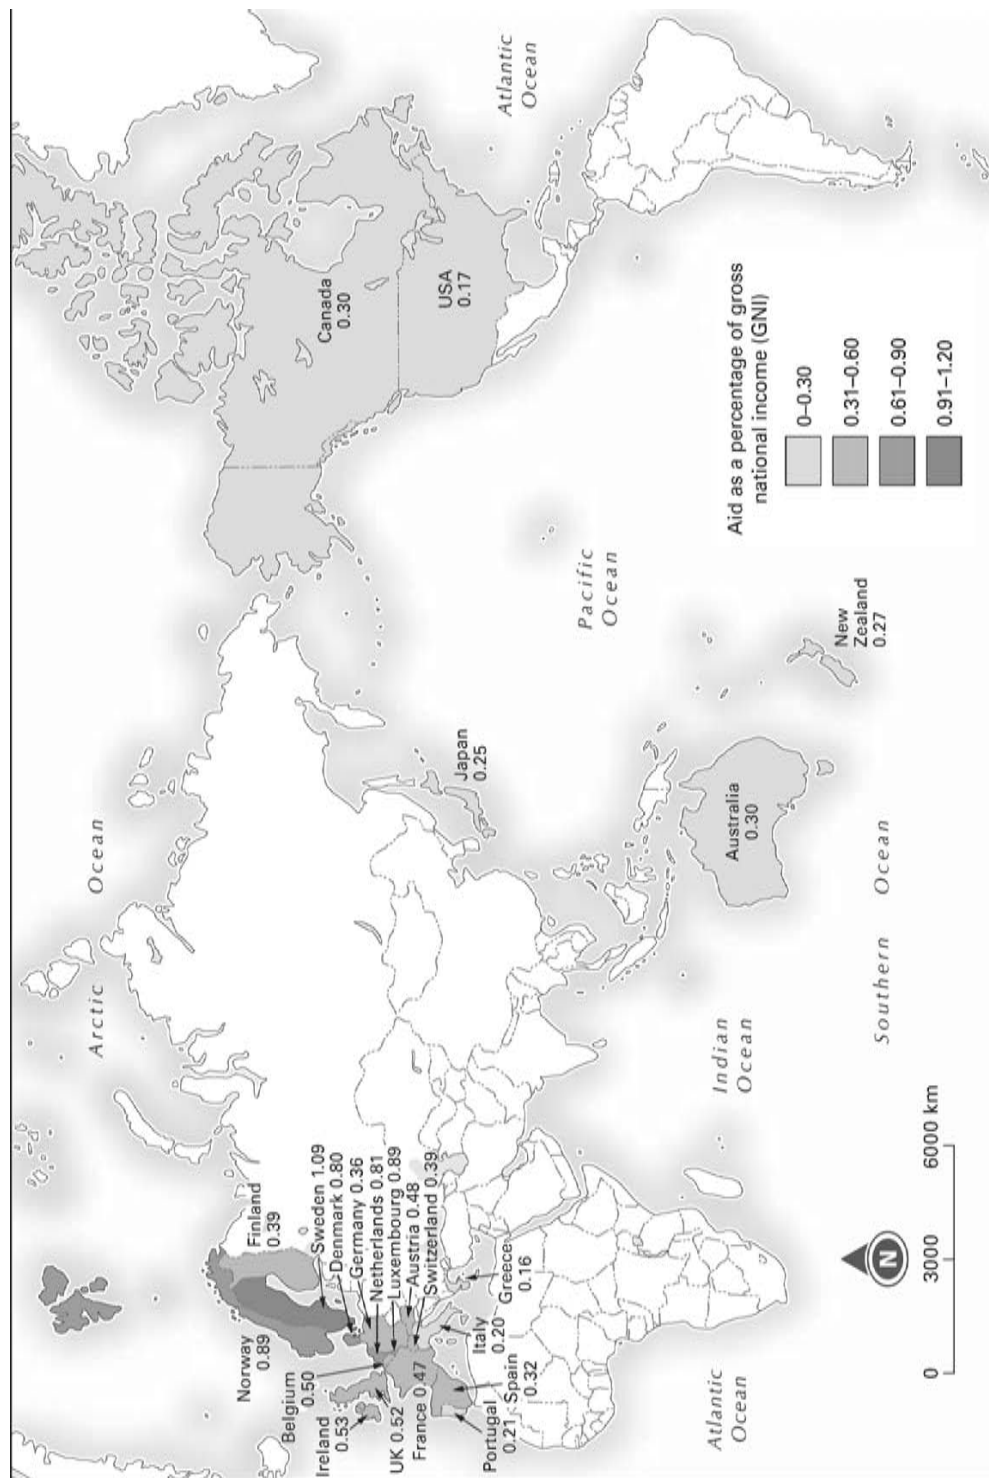 Arctic Ocean
Norway
0.89
Finland
0.39
Belgium
0.50
Ireland
0.53
UK 0.52
France 0.47
Portugal
0.21
Spain
0.32
Italy
0.20
Greece
0.16
Sweden 1.09
Denmark 0.80
Germany 0.36
Netherlands 0.81
Luxembourg 0.89
Austria 0.48
Switzerland 0.39
Japan
0.25
Canada
0.30
USA
0.17
Atlantic
Ocean
Pacific
Ocean
Atlantic
Ocean
Indian
Ocean
Australia
0.30
New
Zealand
0.27
Southern Ocean
0 3000 6000 km
N
Aid as a percentage of gross
national income (GNI)
0–0.30
0.31–0.60
0.61–0.90
0.91–1.20